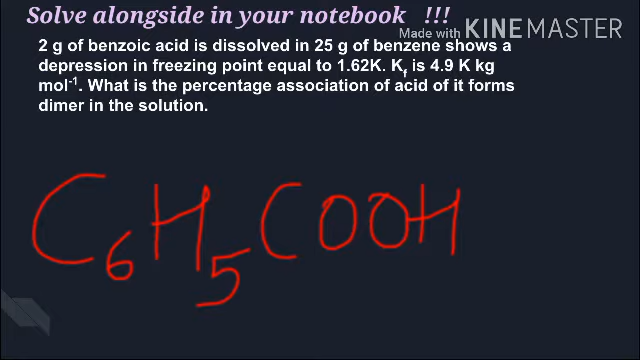 Solve alongside in your notebook !!!
Made with KINEMASTER
2 g of benzoic acid is dissolved in 25 g of benzene shows a
depression in freezing point equal to 1.62K. Kf is 4.9 K kg
mol-1. What is the percentage association of acid of it forms
dimer in the solution.
C6H5COOH